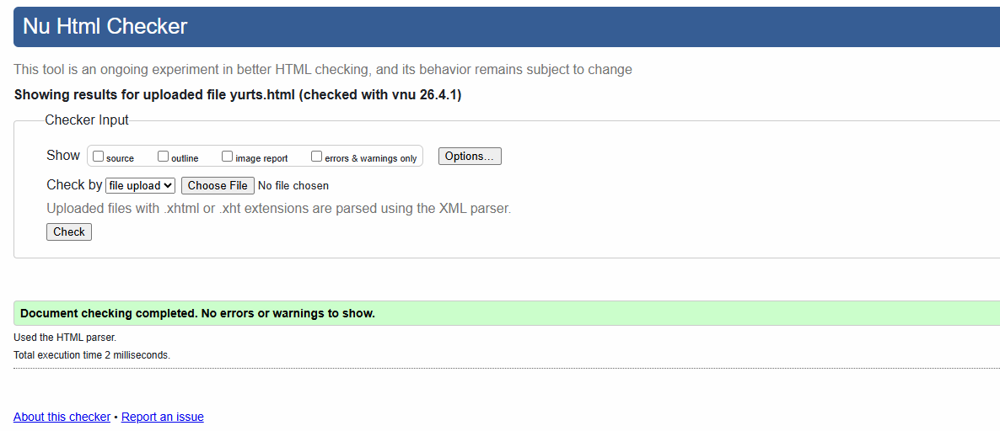 Nu Html Checker
This tool is an ongoing experiment in better HTML checking, and its behavior remains subject to change
Showing results for uploaded file yurts.html (checked with vnu 26.4.1)
Checker Input
Show source outline image report errors & warnings only Options...
Check by file upload Choose File No file chosen
Uploaded files with .xhtml or .xht extensions are parsed using the XML parser.
Check
Document checking completed. No errors or warnings to show.
Used the HTML parser.
Total execution time 2 milliseconds.
About this checker • Report an issue